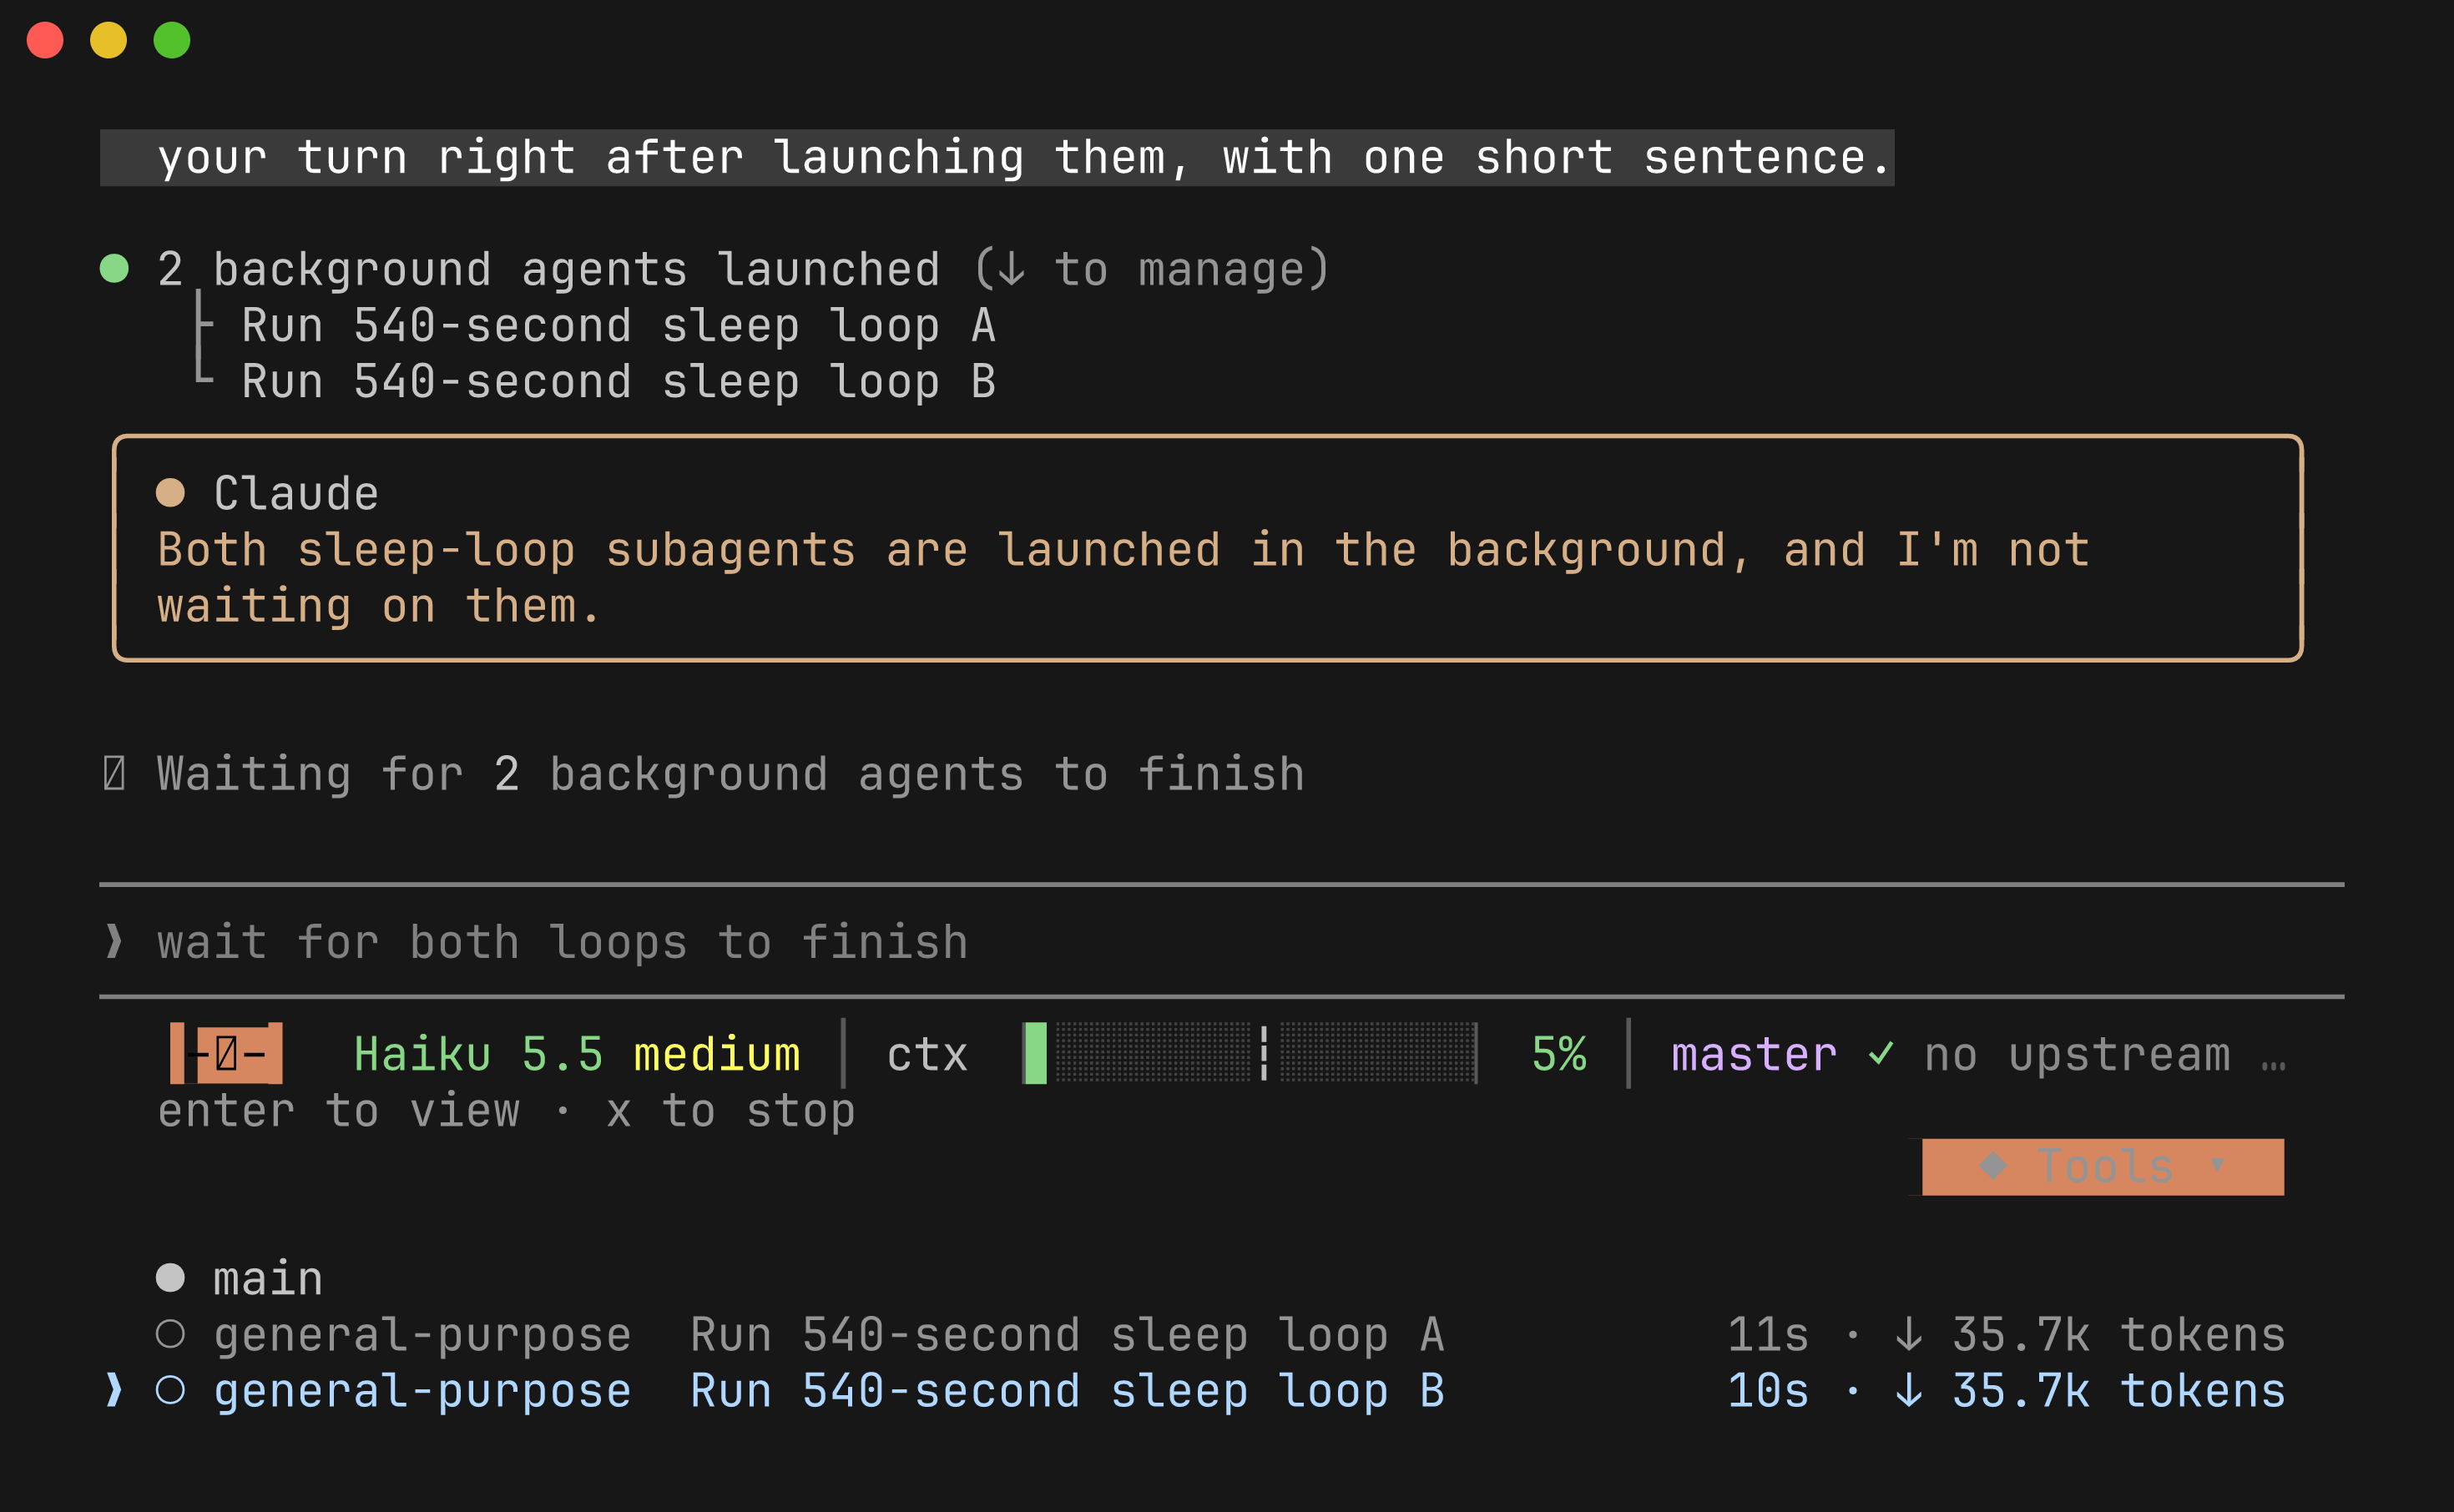 your turn right after launching them, with one short sentence.
● 2 background agents launched (↓ to manage)
├ Run 540-second sleep loop A
└ Run 540-second sleep loop B
● Claude
Both sleep-loop subagents are launched in the background, and I'm not
waiting on them.
Waiting for 2 background agents to finish
❯ wait for both loops to finish
Haiku 5.5 medium │ ctx 5% │ master ✓ no upstream …
enter to view · x to stop
◆ Tools ▾
● main
○ general-purpose Run 540-second sleep loop A 11s · ↓ 35.7k tokens
❯ ○ general-purpose Run 540-second sleep loop B 10s · ↓ 35.7k tokens